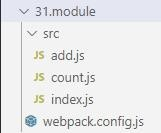 31.module
src
JS add.js
JS count.js
JS index.js
webpack.config.js